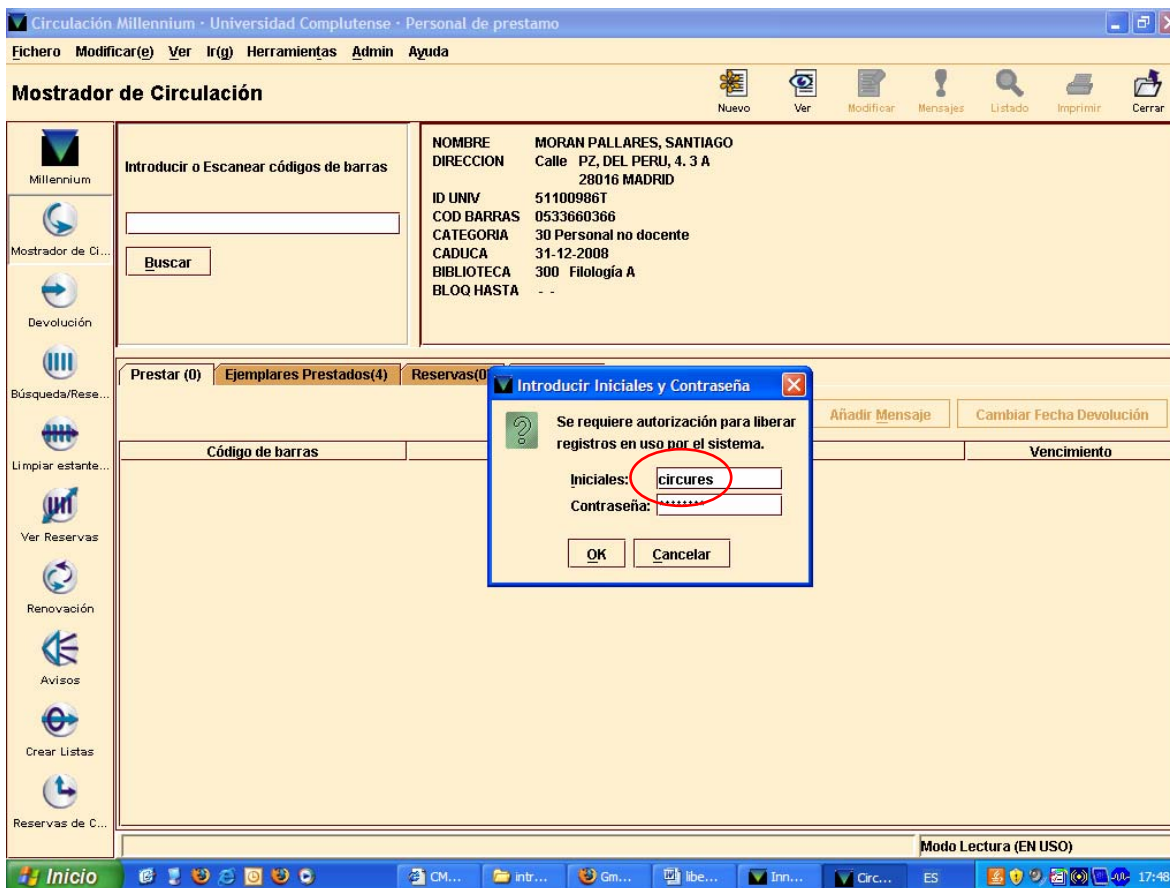 Circulación Millennium · Universidad Complutense · Personal de prestamo
Fichero Modificar(e) Ver Ir(g) Herramientas Admin Ayuda
Mostrador de Circulación
Nuevo Ver Modificar Mensajes Listado Imprimir Cerrar
Millennium
Mostrador de Ci...
Devolución
Búsqueda/Rese...
Limpiar estante...
Ver Reservas
Renovación
Avisos
Crear Listas
Reservas de C...
Introducir o Escanear códigos de barras
Buscar
NOMBRE MORAN PALLARES, SANTIAGO
DIRECCION Calle PZ, DEL PERU, 4. 3 A
28016 MADRID
ID UNIV 51100986T
COD BARRAS 0533660366
CATEGORIA 30 Personal no docente
CADUCA 31-12-2008
BIBLIOTECA 300 Filología A
BLOQ HASTA - -
Prestar (0) Ejemplares Prestados(4) Reservas(0
Añadir Mensaje Cambiar Fecha Devolución
Código de barras Vencimiento
Introducir Iniciales y Contraseña
Se requiere autorización para liberar
registros en uso por el sistema.
Iniciales: circures
Contraseña: ********
OK Cancelar
Modo Lectura (EN USO)
Inicio CM... intr... Gm... libe... Inn... Circ... ES 17:48